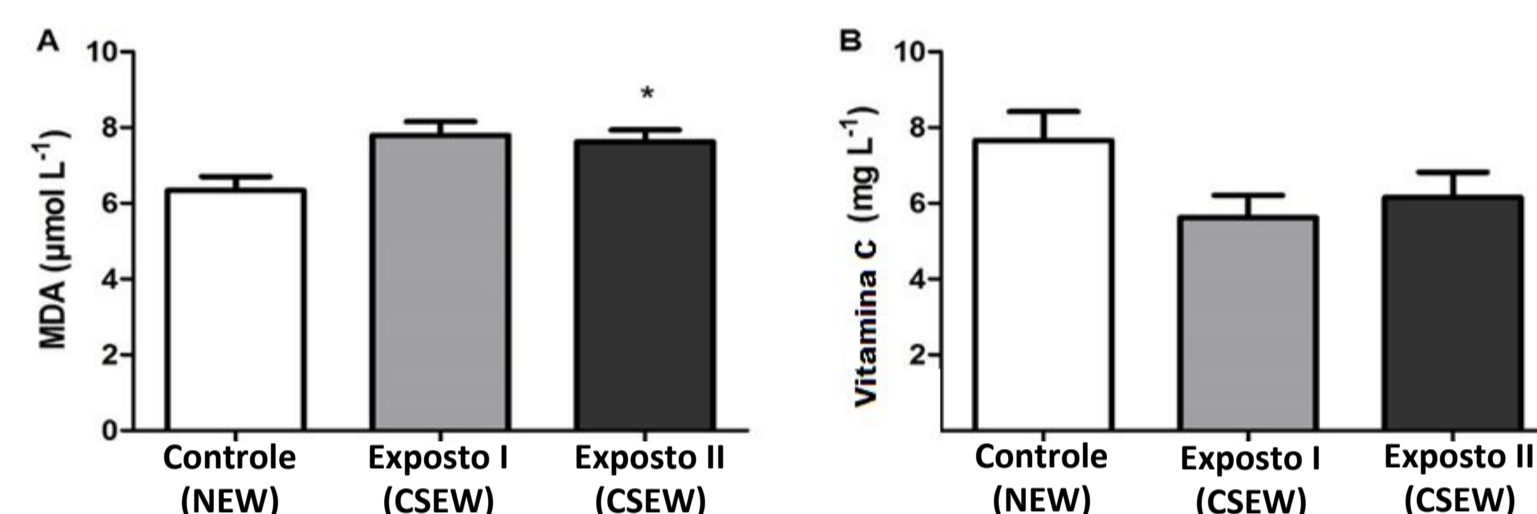 A
MDA (µmol L⁻¹)
10
8
6
4
2
0
*
Controle
(NEW)
Exposto I
(CSEW)
Exposto II
(CSEW)
B
Vitamina C (mg L⁻¹)
10
8
6
4
2
Controle
(NEW)
Exposto I
(CSEW)
Exposto II
(CSEW)